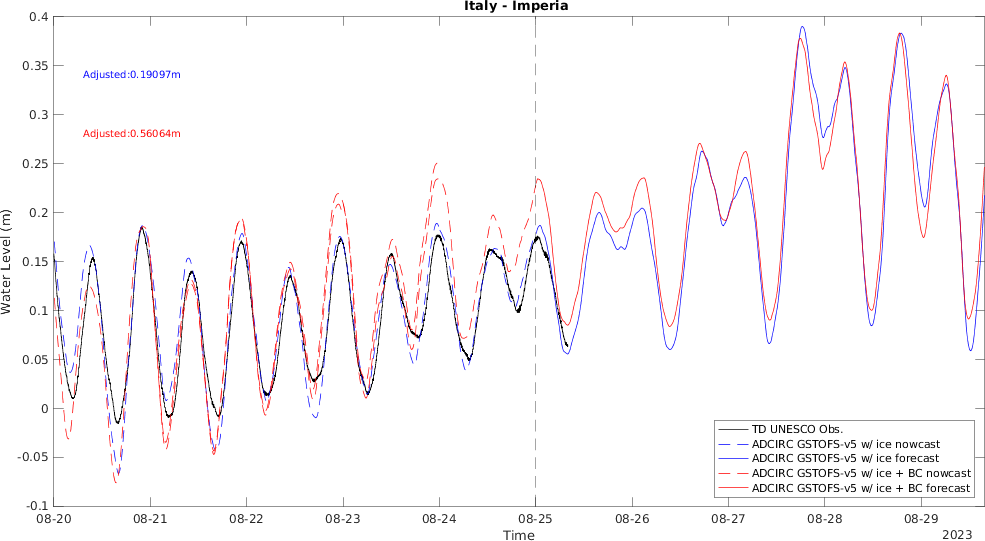 Italy - Imperia
0.4
0.35
0.3
0.25
0.2
0.15
0.1
0.05
0
-0.05
-0.1
Water Level (m)
Adjusted:0.19097m
Adjusted:0.56064m
TD UNESCO Obs.
ADCIRC GSTOFS-v5 w/ ice nowcast
ADCIRC GSTOFS-v5 w/ ice forecast
ADCIRC GSTOFS-v5 w/ ice + BC nowcast
ADCIRC GSTOFS-v5 w/ ice + BC forecast
08-20 08-21 08-22 08-23 08-24 08-25 08-26 08-27 08-28 08-29
Time
2023